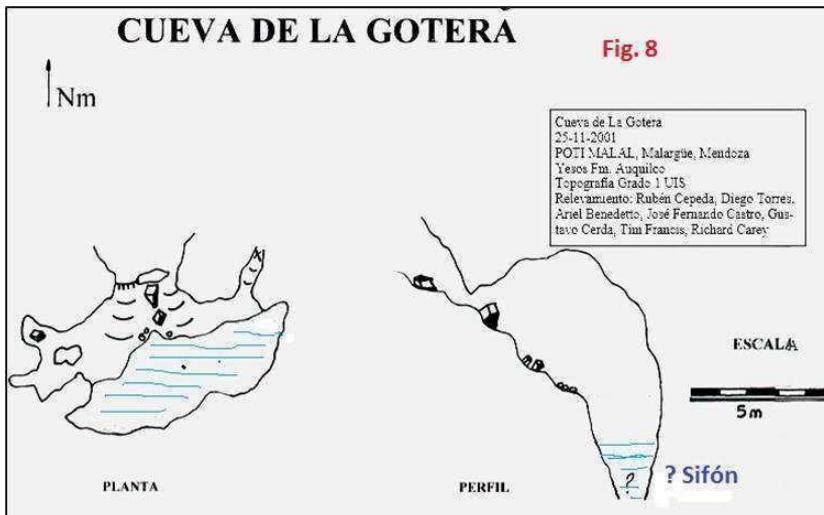 CUEVA DE LA GOTERA
Fig. 8
Nm
Cueva de La Gotera
25-11-2001
POTI MALAL, Malargüe, Mendoza
Yesos Fm. Auquilco
Topografía Grado 1 UIS
Relevamiento: Rubén Cepeda, Diego Torres,
Ariel Benedetto, José Fernando Castro, Gus-
tavo Cerda, Tim Francis, Richard Carey
ESCALA
5 m
? Sifón
?
PLANTA
PERFIL